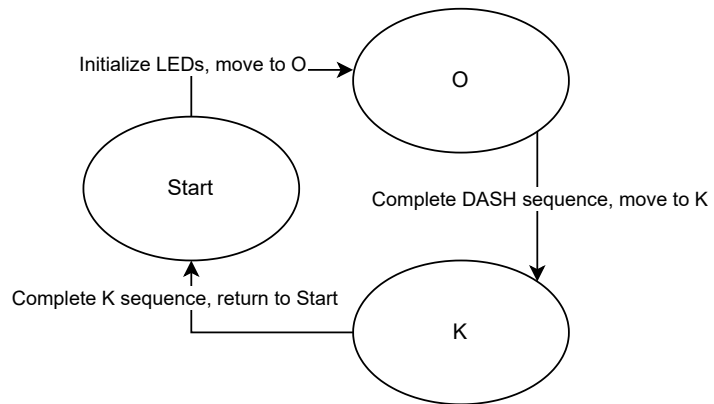 Initialize LEDs, move to O
O
Start
Complete DASH sequence, move to K
Complete K sequence, return to Start
K